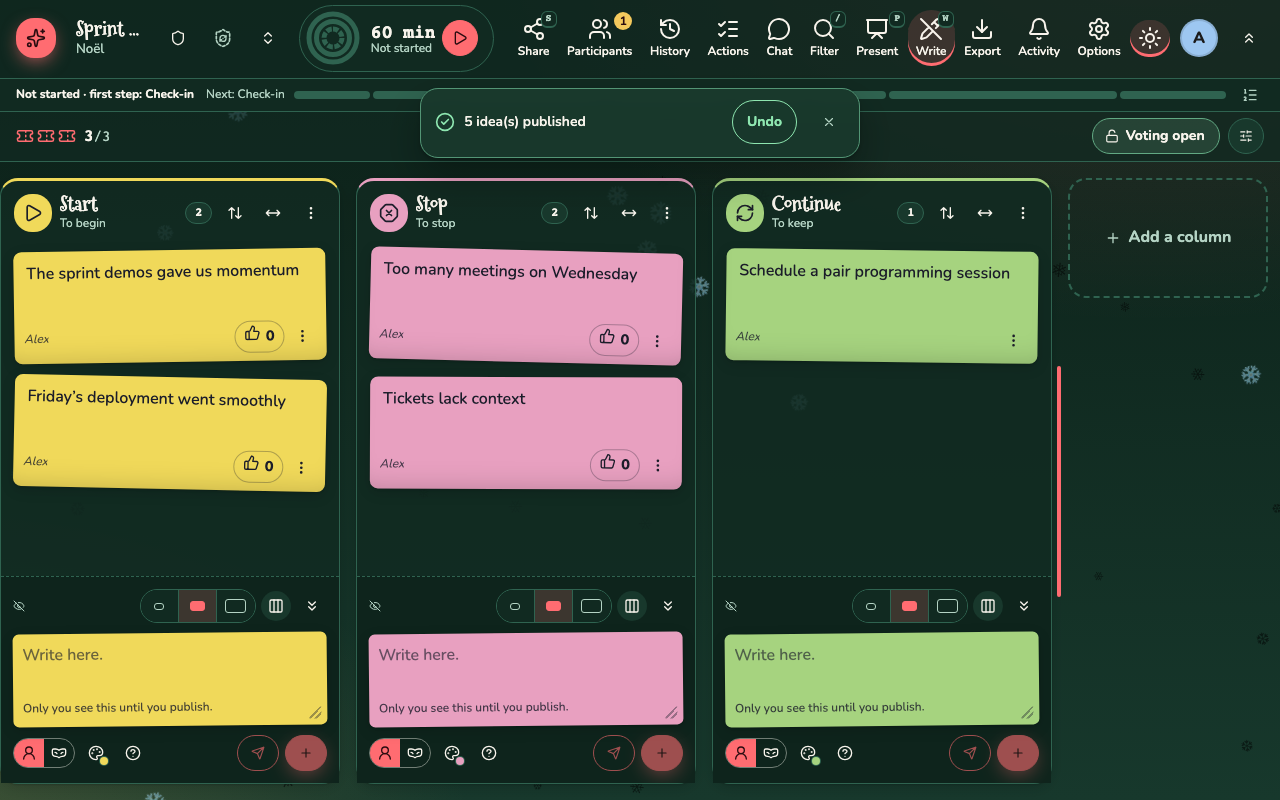 Sprint ...
Noël
60 min
Not started
S
Share
1
Participants
History
Actions
Chat
/
Filter
P
Present
W
Write
Export
Activity
Options
A
Not started · first step: Check-in
Next: Check-in
5 idea(s) published
Undo
3/3
Voting open
Start
To begin
2
The sprint demos gave us momentum
Alex
0
Friday’s deployment went smoothly
Alex
0
Write here.
Only you see this until you publish.
Stop
To stop
2
Too many meetings on Wednesday
Alex
0
Tickets lack context
Alex
0
Write here.
Only you see this until you publish.
Continue
To keep
1
Schedule a pair programming session
Alex
Write here.
Only you see this until you publish.
+ Add a column